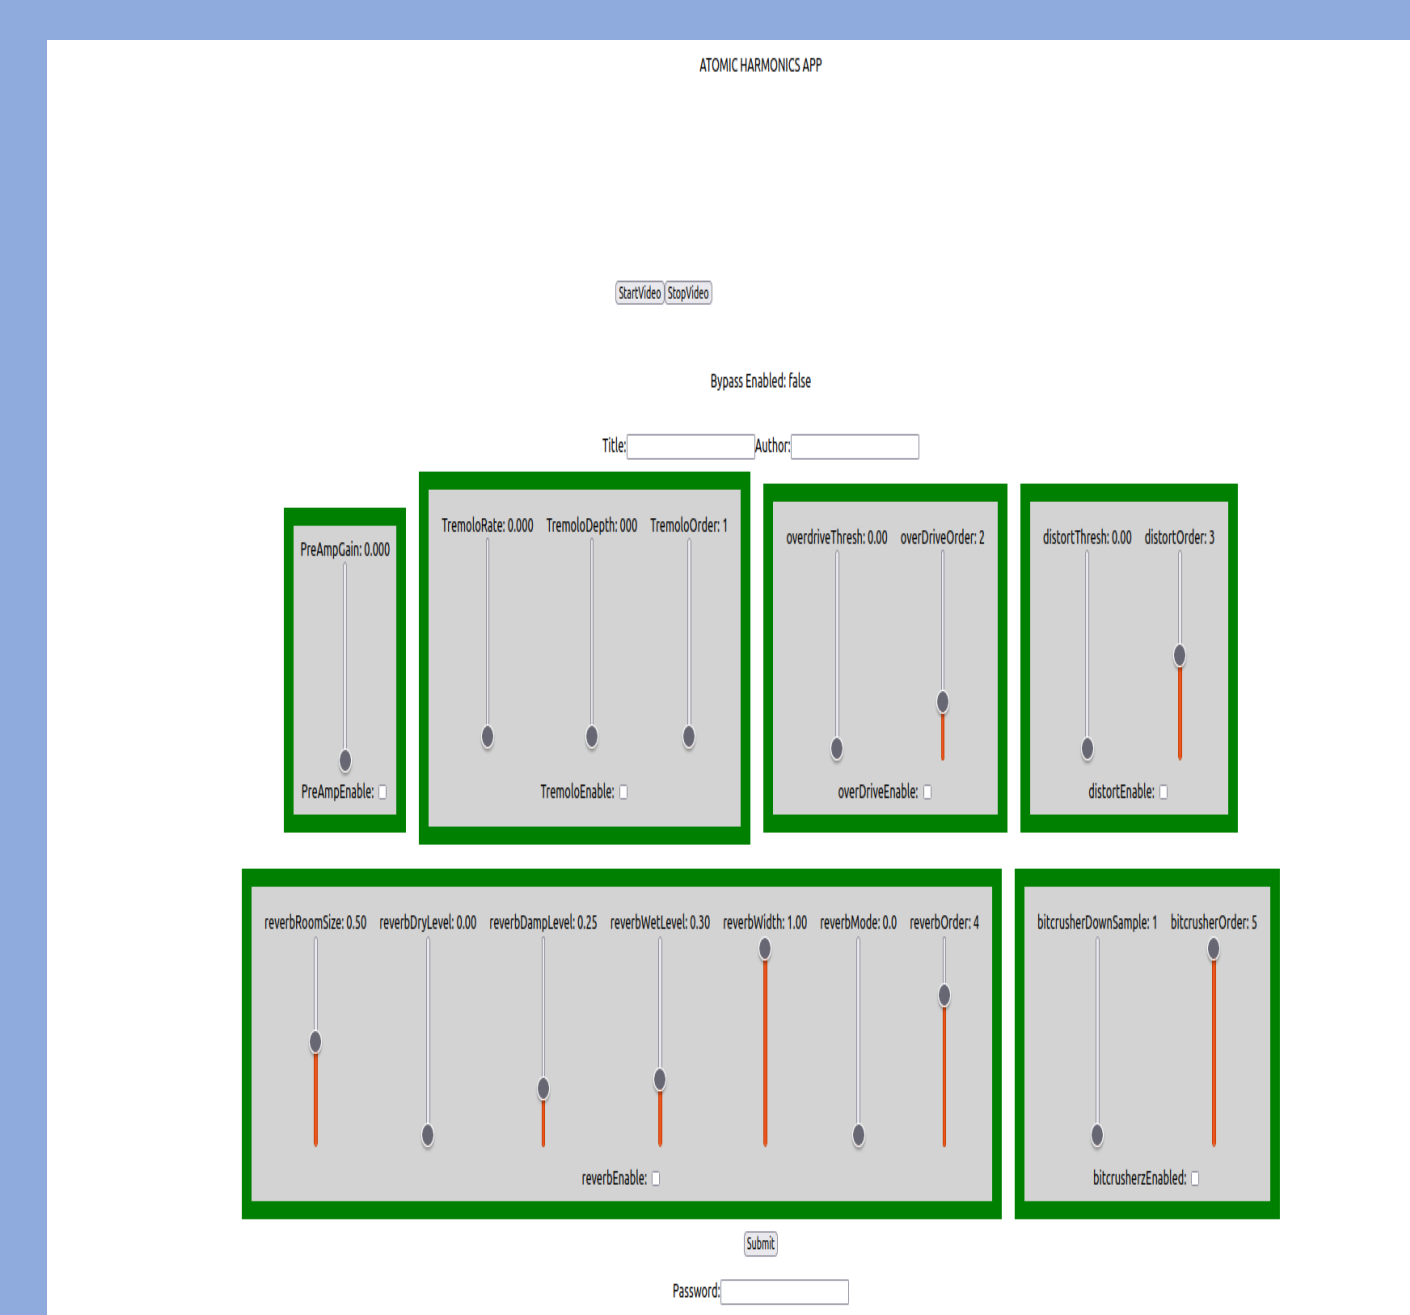 ATOMIC HARMONICS APP
StartVideo StopVideo
Bypass Enabled: false
Title: Author:
PreAmpGain: 0.000
PreAmpEnable:
TremoloRate: 0.000 TremoloDepth: 000 TremoloOrder: 1
TremoloEnable:
overdriveThresh: 0.00 overDriveOrder: 2
overDriveEnable:
distortThresh: 0.00 distortOrder: 3
distortEnable:
reverbRoomSize: 0.50 reverbDryLevel: 0.00 reverbDampLevel: 0.25 reverbWetLevel: 0.30 reverbWidth: 1.00 reverbMode: 0.0 reverbOrder: 4
reverbEnable:
bitcrusherDownSample: 1 bitcrusherOrder: 5
bitcrusherzEnabled:
Submit
Password: